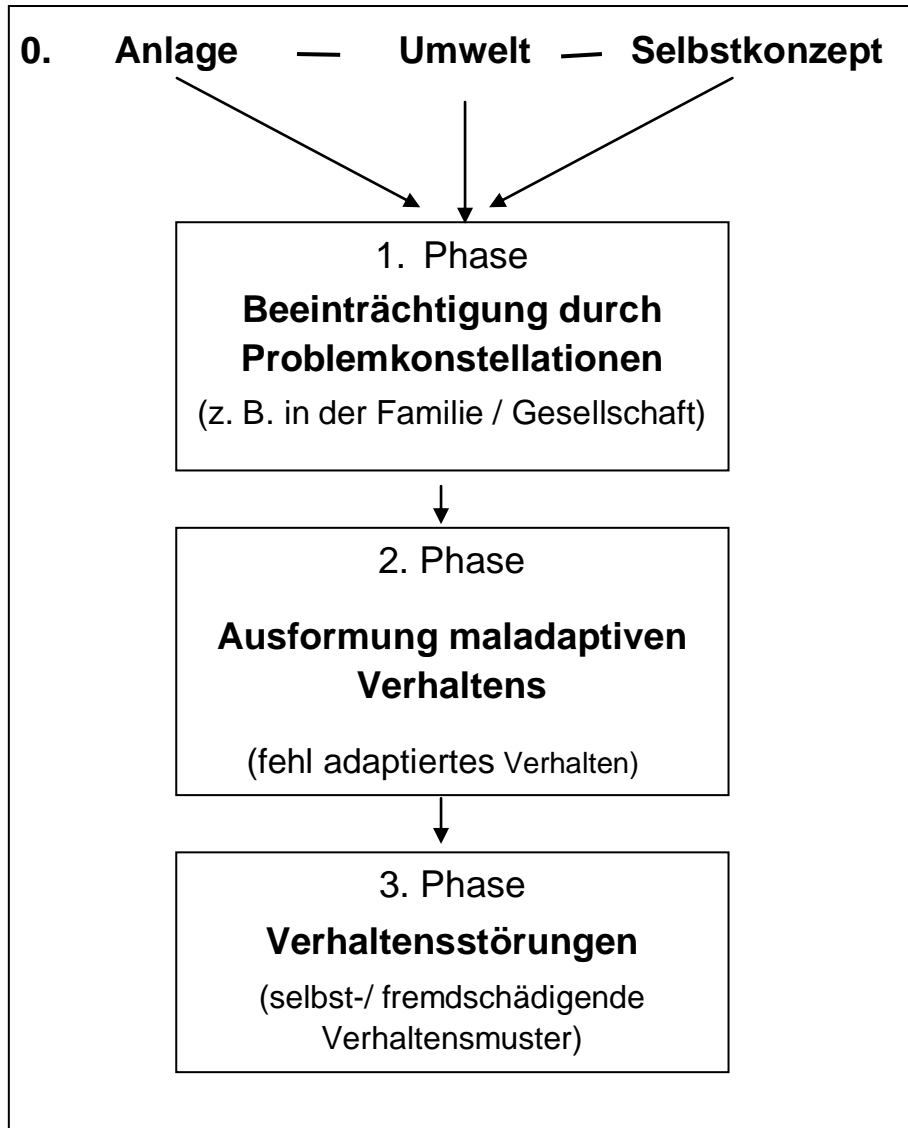 0. Anlage — Umwelt — Selbstkonzept
1. Phase
Beeinträchtigung durch
Problemkonstellationen
(z. B. in der Familie / Gesellschaft)
2. Phase
Ausformung maladaptiven
Verhaltens
(fehl adaptiertes Verhalten)
3. Phase
Verhaltensstörungen
(selbst-/ fremdschädigende
Verhaltensmuster)